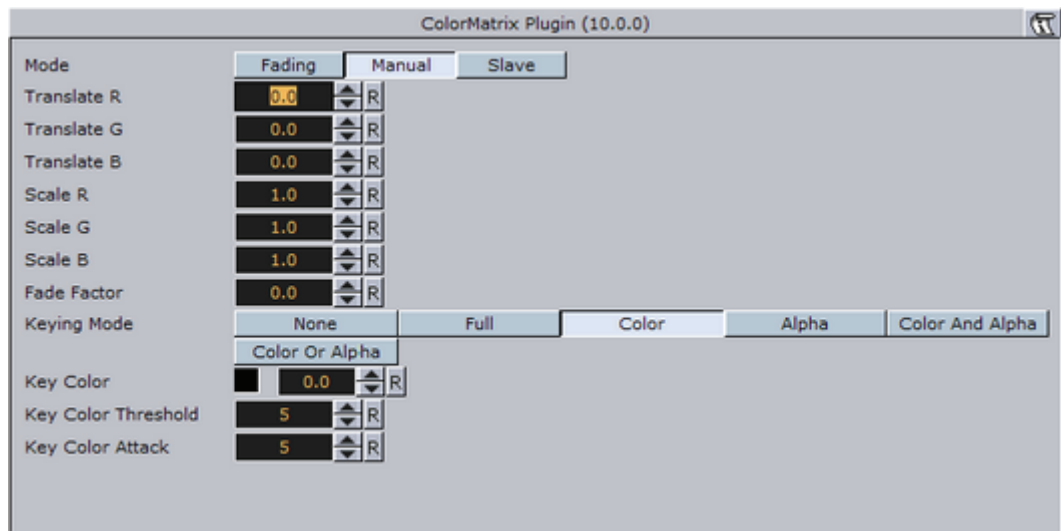 ColorMatrix Plugin (10.0.0)
Mode Fading Manual Slave
Translate R 0.0 R
Translate G 0.0 R
Translate B 0.0 R
Scale R 1.0 R
Scale G 1.0 R
Scale B 1.0 R
Fade Factor 0.0 R
Keying Mode None Full Color Alpha Color And Alpha
Color Or Alpha
Key Color 0.0 R
Key Color Threshold 5 R
Key Color Attack 5 R